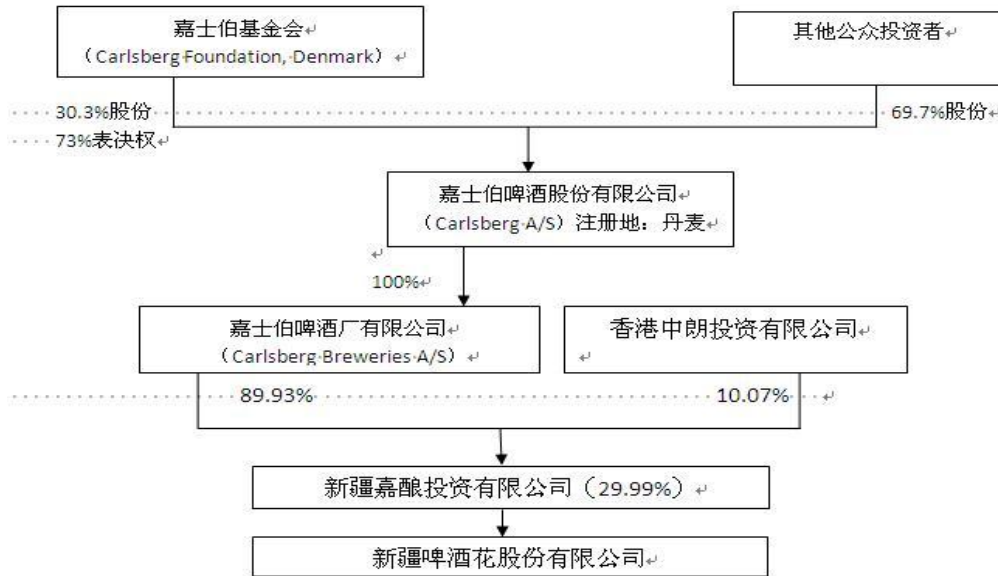 嘉士伯基金会
（Carlsberg Foundation, Denmark）
其他公众投资者
30.3%股份
69.7%股份
73%表决权
嘉士伯啤酒股份有限公司
（Carlsberg A/S）注册地：丹麦
100%
嘉士伯啤酒厂有限公司
（Carlsberg Breweries A/S）
香港中朗投资有限公司
89.93%
10.07%
新疆嘉酿投资有限公司（29.99%）
新疆啤酒花股份有限公司